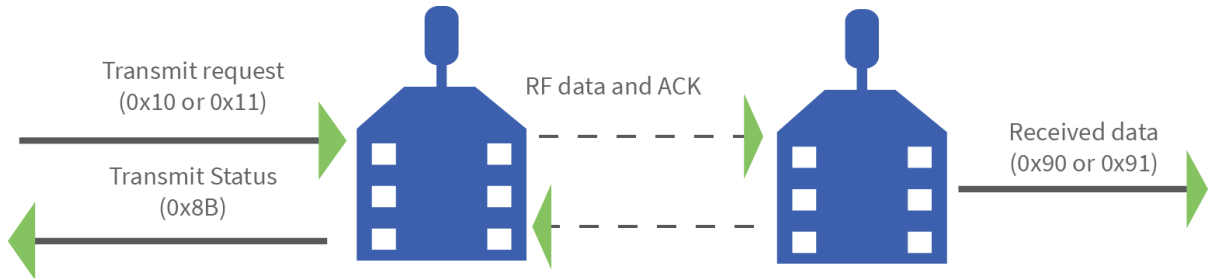 Transmit request
(0x10 or 0x11)
RF data and ACK
Received data
(0x90 or 0x91)
Transmit Status
(0x8B)